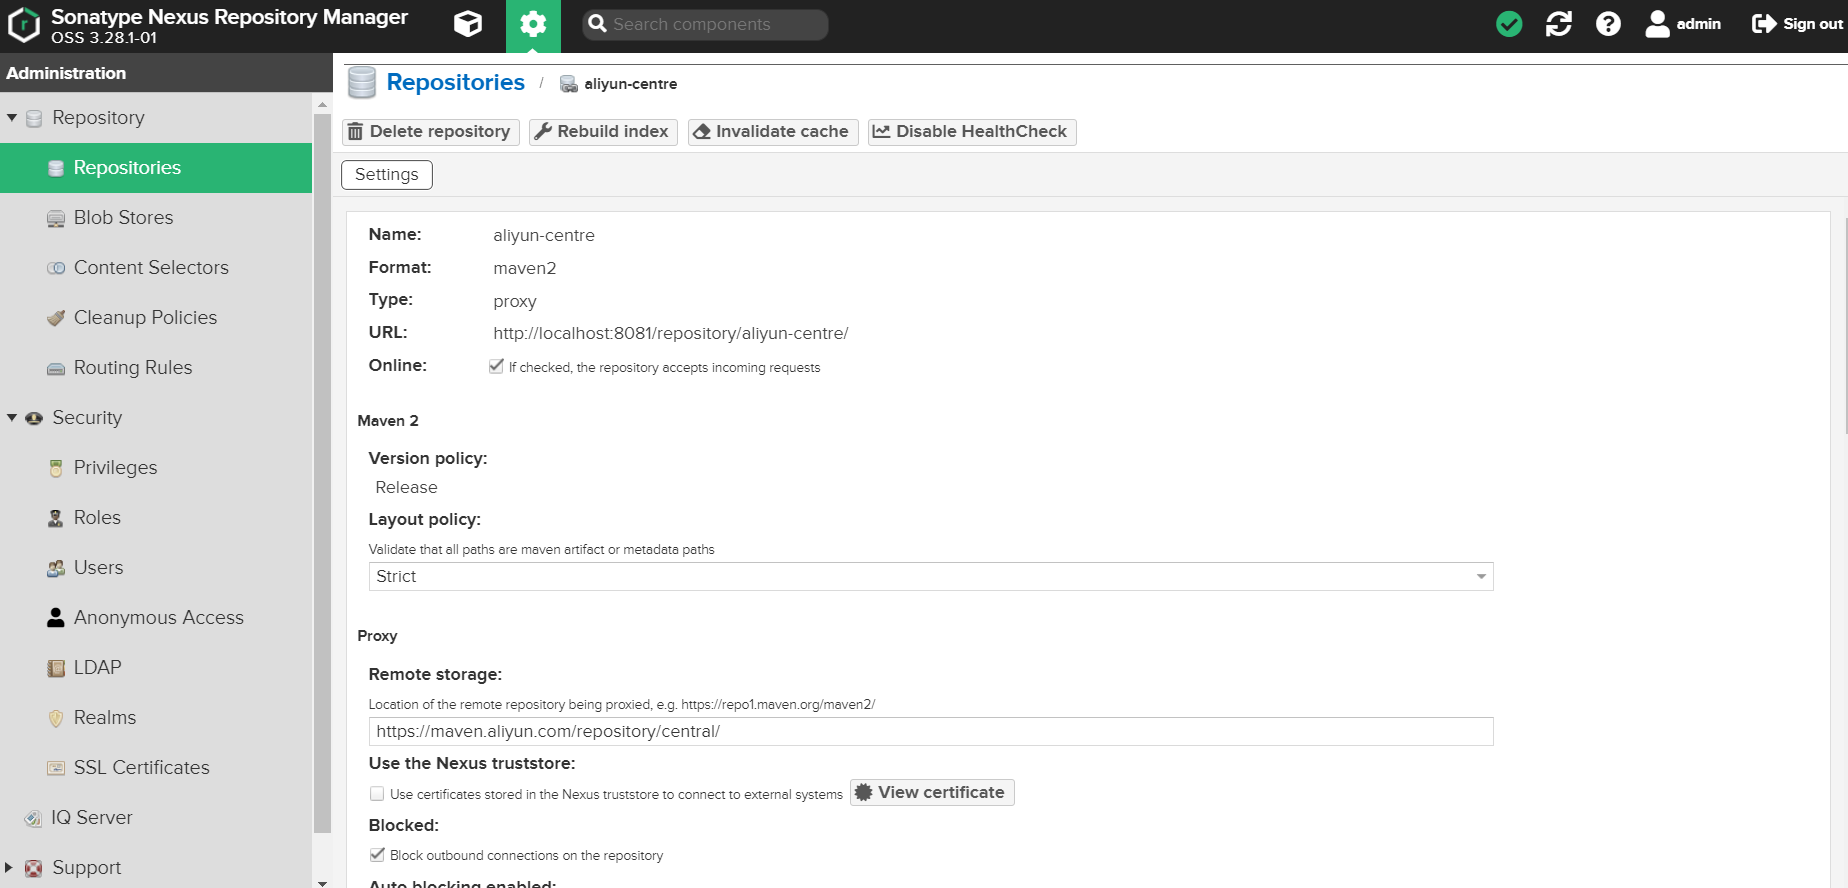 Sonatype Nexus Repository Manager
OSS 3.28.1-01
Search components
admin
Sign out
Administration
Repository
Repositories
Blob Stores
Content Selectors
Cleanup Policies
Routing Rules
Security
Privileges
Roles
Users
Anonymous Access
LDAP
Realms
SSL Certificates
IQ Server
Support
Repositories / aliyun-centre
Delete repository
Rebuild index
Invalidate cache
Disable HealthCheck
Settings
Name: aliyun-centre
Format: maven2
Type: proxy
URL: http://localhost:8081/repository/aliyun-centre/
Online: If checked, the repository accepts incoming requests
Maven 2
Version policy:
Release
Layout policy:
Validate that all paths are maven artifact or metadata paths
Strict
Proxy
Remote storage:
Location of the remote repository being proxied, e.g. https://repo1.maven.org/maven2/
https://maven.aliyun.com/repository/central/
Use the Nexus truststore:
Use certificates stored in the Nexus truststore to connect to external systems
View certificate
Blocked:
Block outbound connections on the repository
Auto blocking enabled: